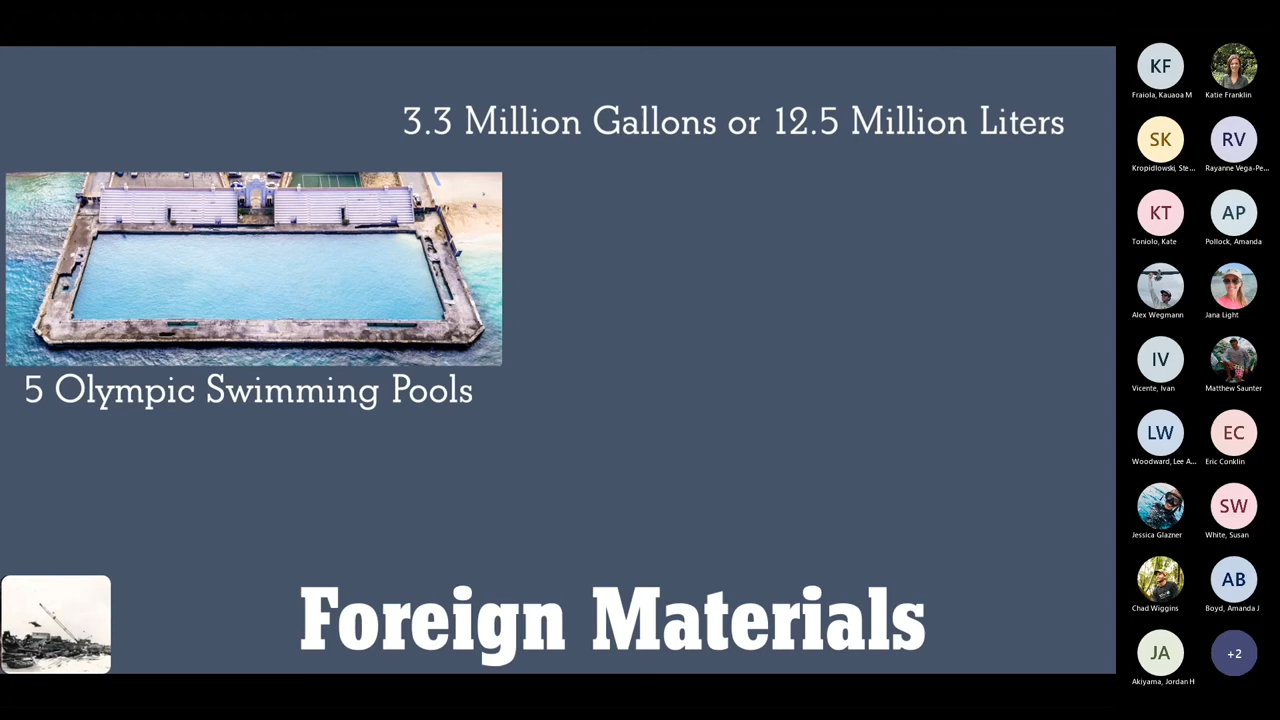 3.3 Million Gallons or 12.5 Million Liters
5 Olympic Swimming Pools
Foreign Materials
KF
Fraiola, Kauaoa M
Katie Franklin
SK
Kropidlowski, Ste...
RV
Rayanne Vega-Pe...
KT
Toniolo, Kate
AP
Pollock, Amanda
Alex Wegmann
Jana Light
IV
Vicente, Ivan
Matthew Saunter
LW
Woodward, Lee A...
EC
Eric Conklin
Jessica Glazner
SW
White, Susan
Chad Wiggins
AB
Boyd, Amanda J
JA
Akiyama, Jordan H
+2